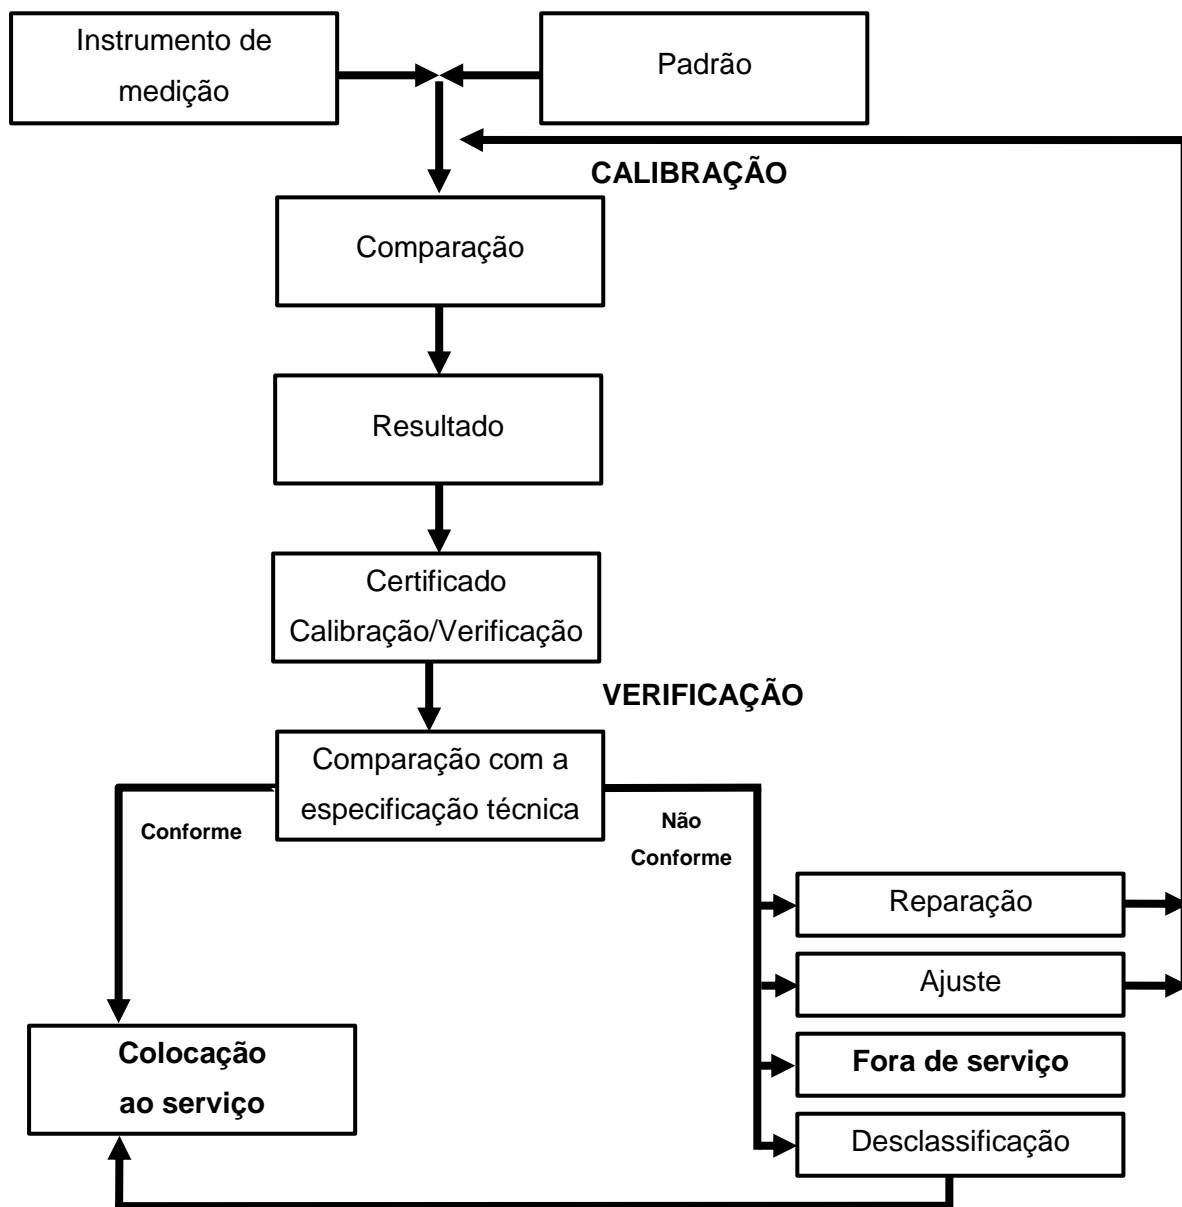 Instrumento de
medição
Padrão
CALIBRAÇÃO
Comparação
Resultado
Certificado
Calibração/Verificação
VERIFICAÇÃO
Comparação com a
especificação técnica
Conforme
Não
Conforme
Reparação
Ajuste
Colocação
ao serviço
Fora de serviço
Desclassificação